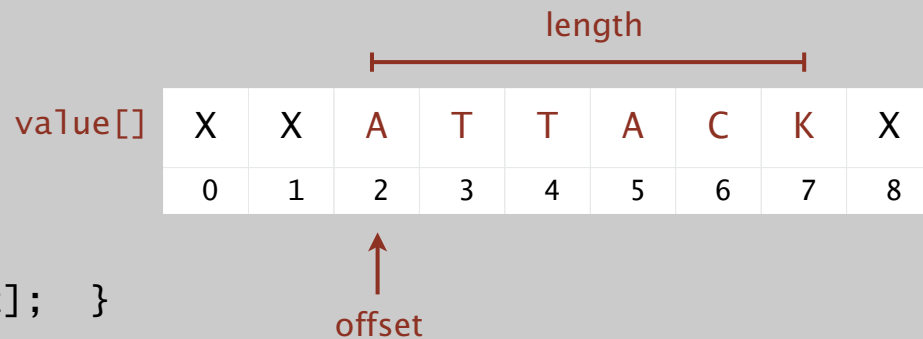 length
value[] X X A T T A C K X
0 1 2 3 4 5 6 7 8
]; }
offset